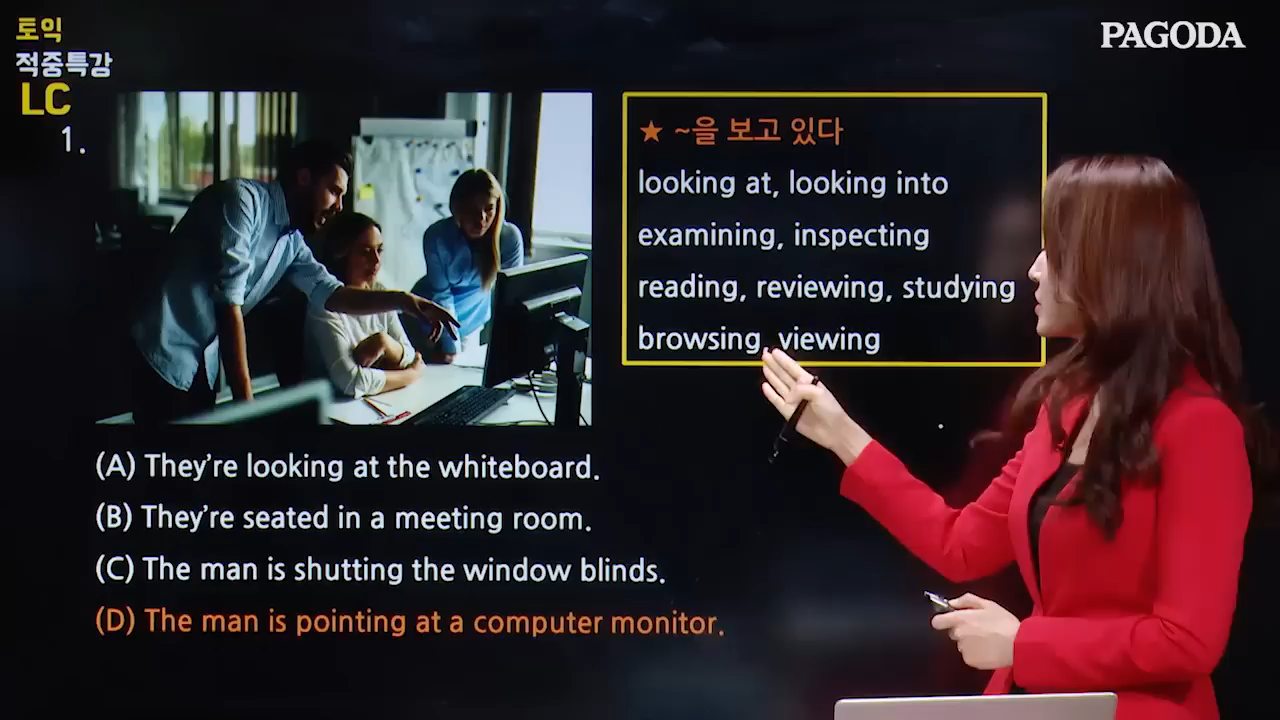 토익
적중특강
LC
PAGODA
1.
★ ~을 보고 있다
looking at, looking into
examining, inspecting
reading, reviewing, studying
browsing, viewing
(A) They're looking at the whiteboard.
(B) They're seated in a meeting room.
(C) The man is shutting the window blinds.
(D) The man is pointing at a computer monitor.